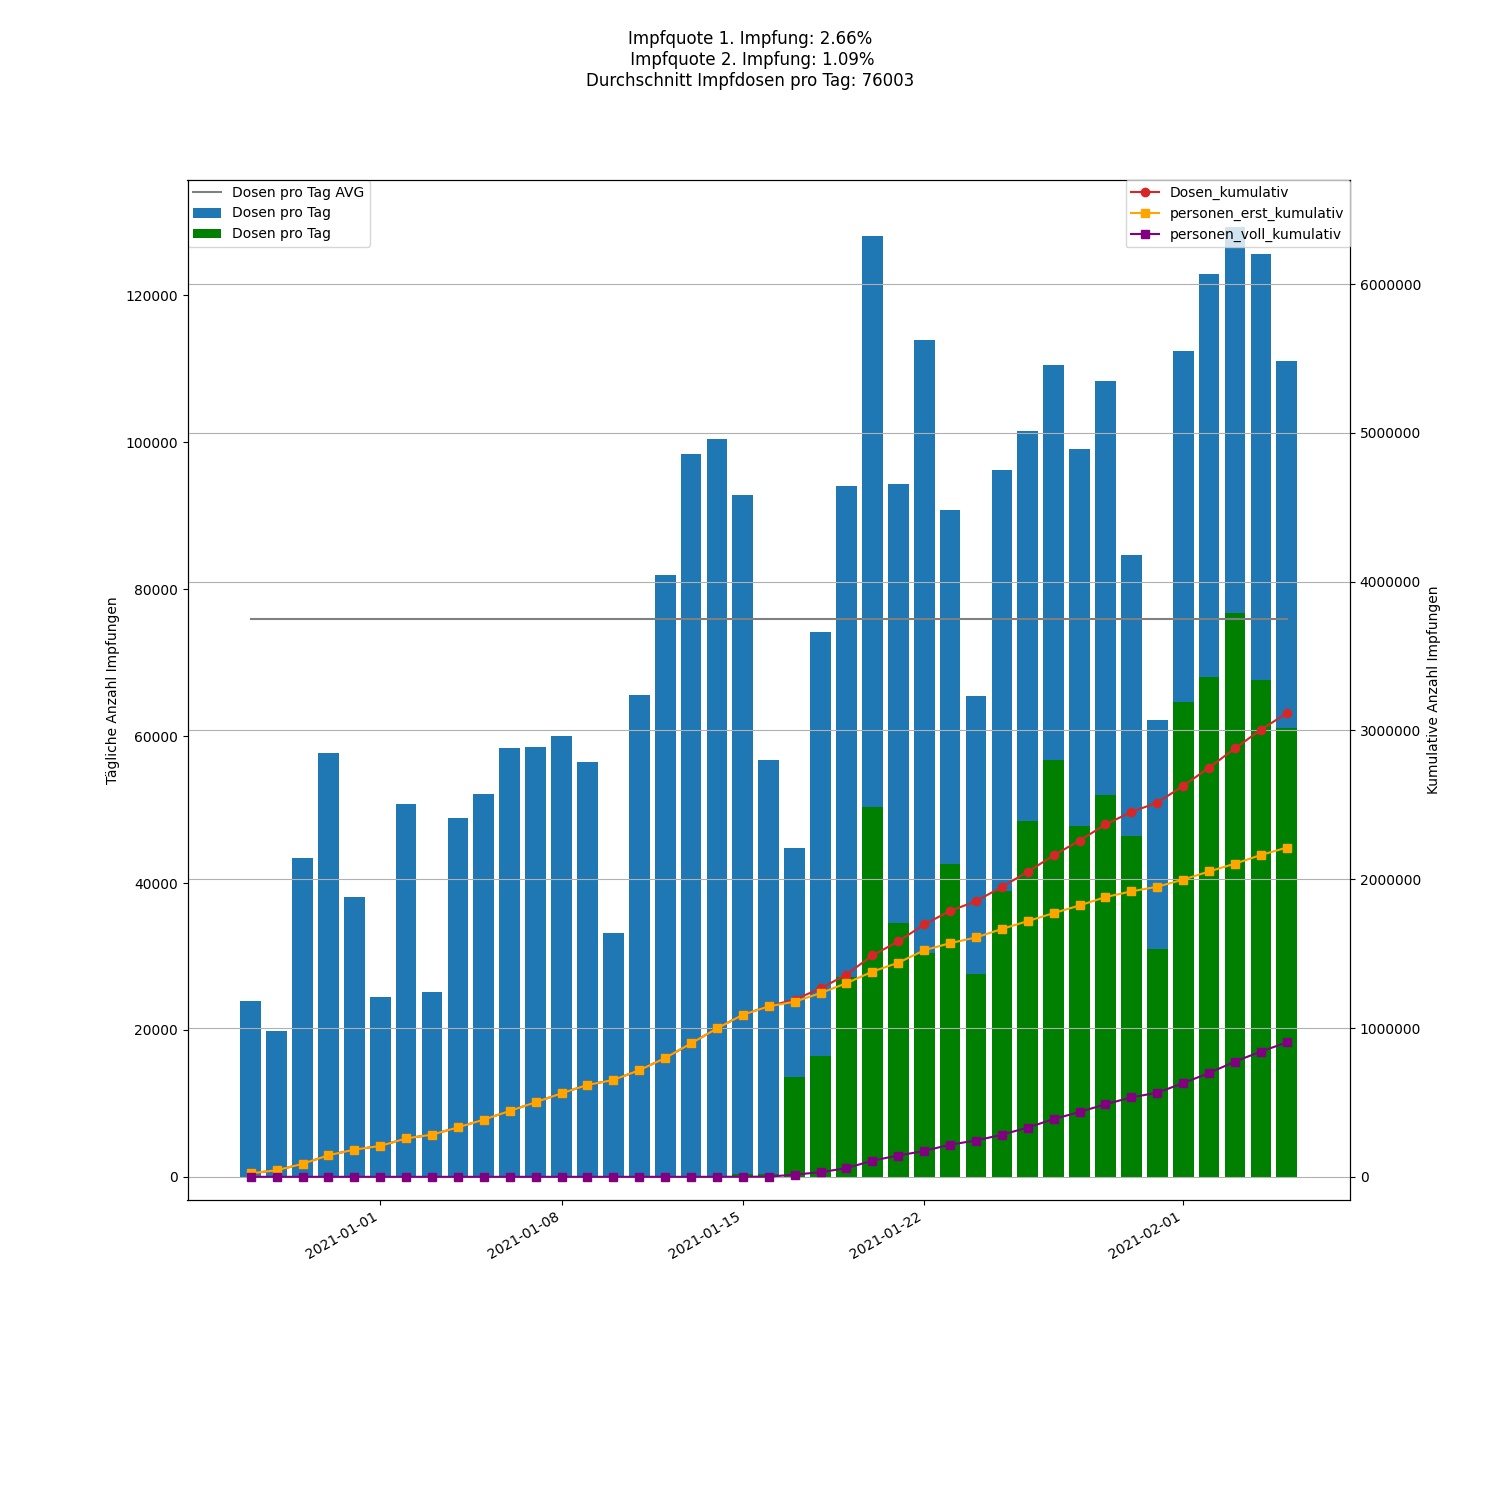 Impfquote 1. Impfung: 2.66%
Impfquote 2. Impfung: 1.09%
Durchschnitt Impfdosen pro Tag: 76003
Dosen pro Tag AVG
Dosen pro Tag
Dosen pro Tag
Dosen_kumulativ
personen_erst_kumulativ
personen_voll_kumulativ
Tägliche Anzahl Impfungen
120000
100000
80000
60000
40000
20000
0
6000000
5000000
4000000
3000000
2000000
1000000
0
Kumulative Anzahl Impfungen
2021-01-01
2021-01-08
2021-01-15
2021-01-22
2021-02-01